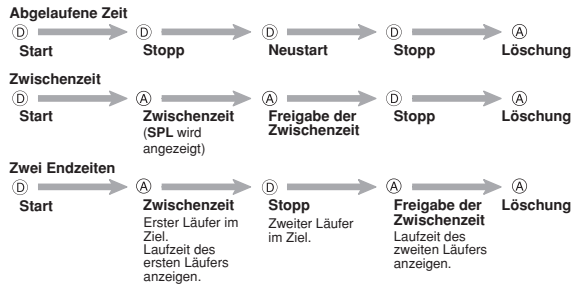 Abgelaufene Zeit
D D D D A
Start Stopp Neustart Stopp Löschung
Zwischenzeit
D A A D A
Start Zwischenzeit Freigabe der Stopp Löschung
(SPL wird Zwischenzeit
angezeigt)
Zwei Endzeiten
D A D A A
Start Zwischenzeit Stopp Freigabe der Löschung
Erster Läufer im Zweiter Läufer Zwischenzeit
Ziel. im Ziel. Laufzeit des
Laufzeit des zweiten Läufers
ersten Läufers anzeigen.
anzeigen.